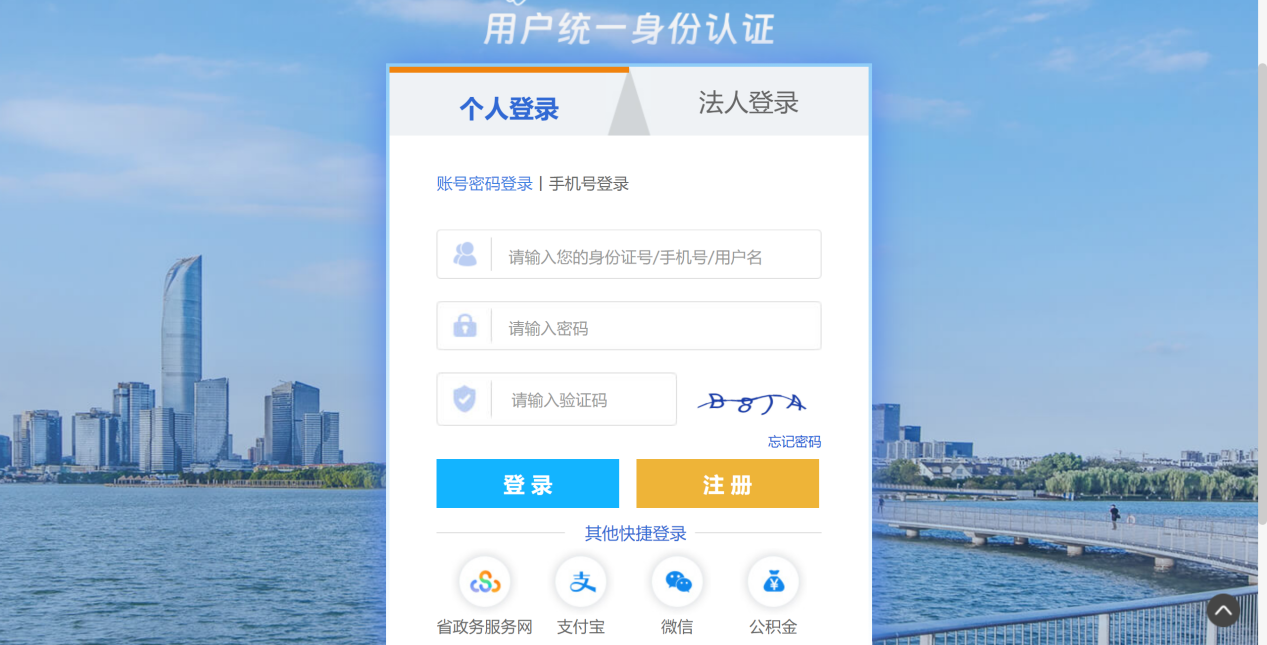 用户统一身份认证
个人登录
法人登录
账号密码登录 | 手机号登录
请输入您的身份证号/手机号/用户名
请输入密码
请输入验证码
B8JA
忘记密码
登 录
注 册
其他快捷登录
省政务服务网
支付宝
微信
公积金